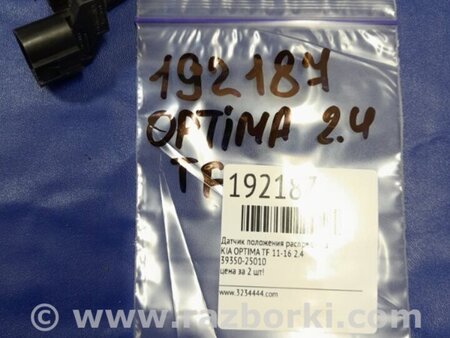 192187
OPTIMA 2.4
TF
192187
Датчик положения
KIA OPTIMA TF 11-16 2.4
39350-25010
цена за 2 шт!
www.3234444.com
www.razborki.com